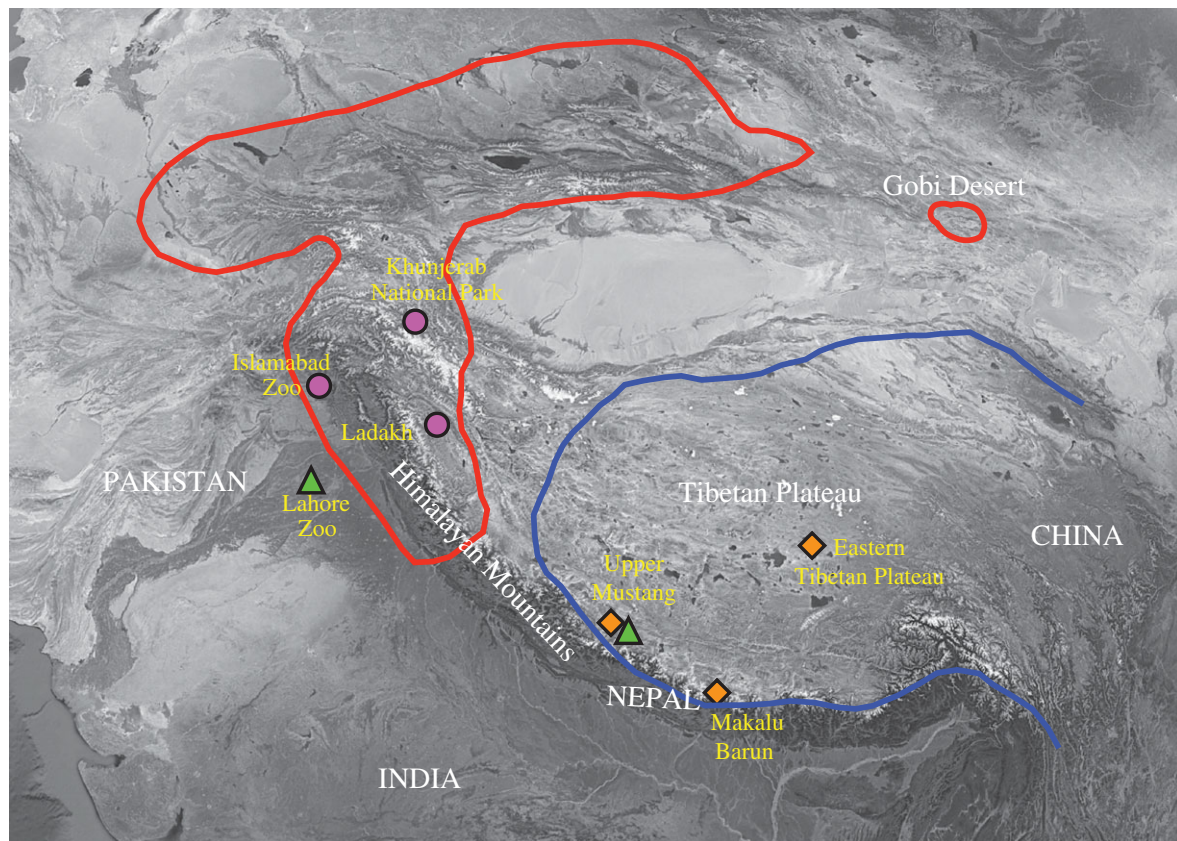 Gobi Desert
Khunjerab
National Park
Islamabad
Zoo
Ladakh
PAKISTAN
Lahore
Zoo
Himalayan Mountains
Tibetan Plateau
CHINA
Eastern
Tibetan Plateau
Upper
Mustang
NEPAL
Makalu
Barun
INDIA